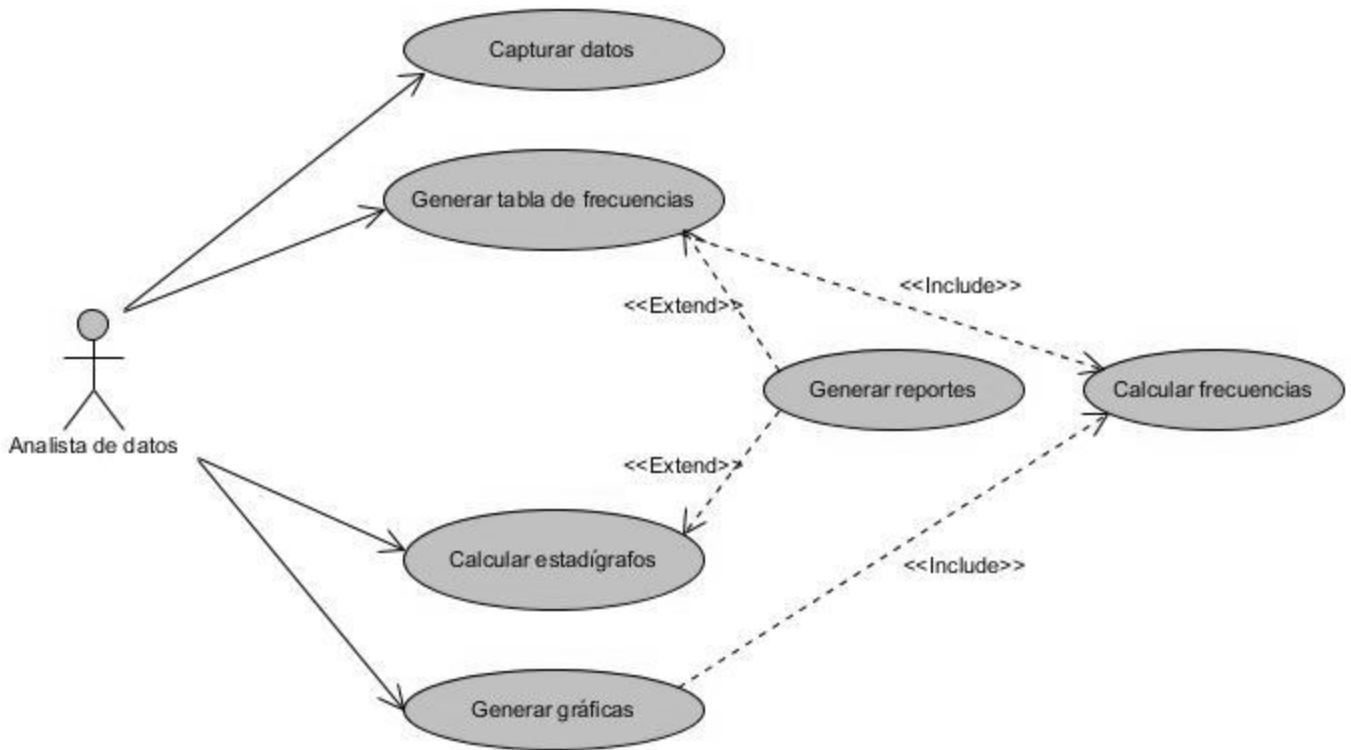 Capturar datos
Generar tabla de frecuencias
<<Include>>
<<Extend>>
Generar reportes
Calcular frecuencias
Analista de datos
<<Extend>>
Calcular estadígrafos
<<Include>>
Generar gráficas